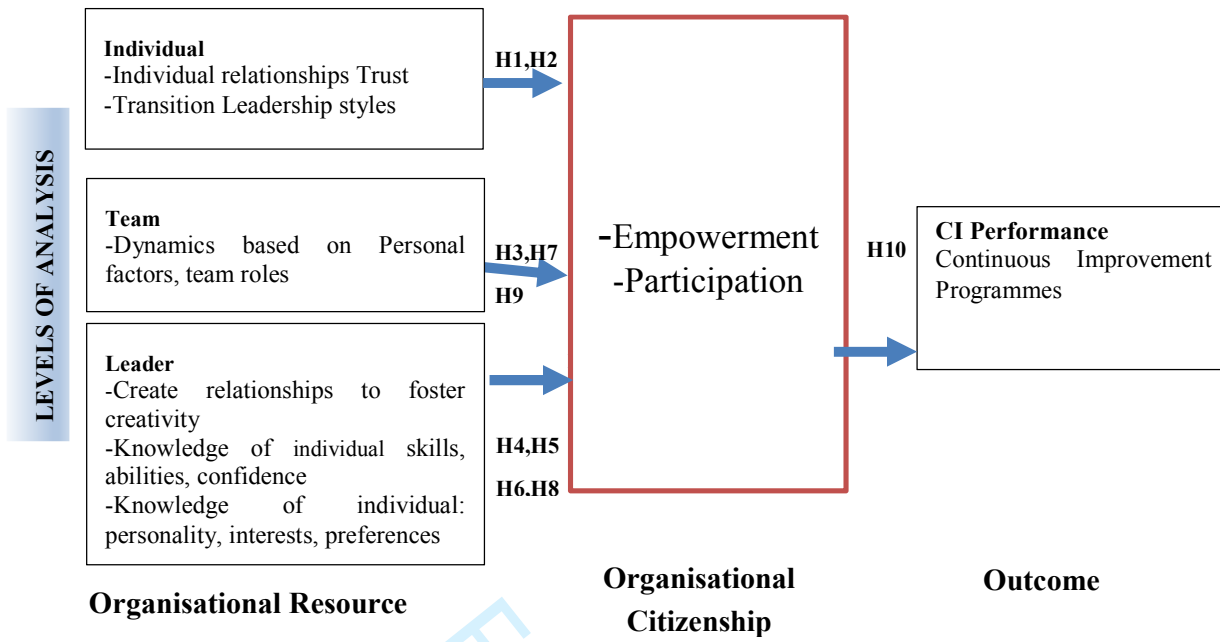 LEVELS OF ANALYSIS
Individual
-Individual relationships Trust
-Transition Leadership styles
H1,H2
Team
-Dynamics based on Personal
factors, team roles
H3,H7
H9
Leader
-Create relationships to foster
creativity
-Knowledge of individual skills,
abilities, confidence
-Knowledge of individual:
personality, interests, preferences
H4,H5
H6,H8
-Empowerment
-Participation
H10
CI Performance
Continuous Improvement
Programmes
Organisational Resource
Organisational
Citizenship
Outcome